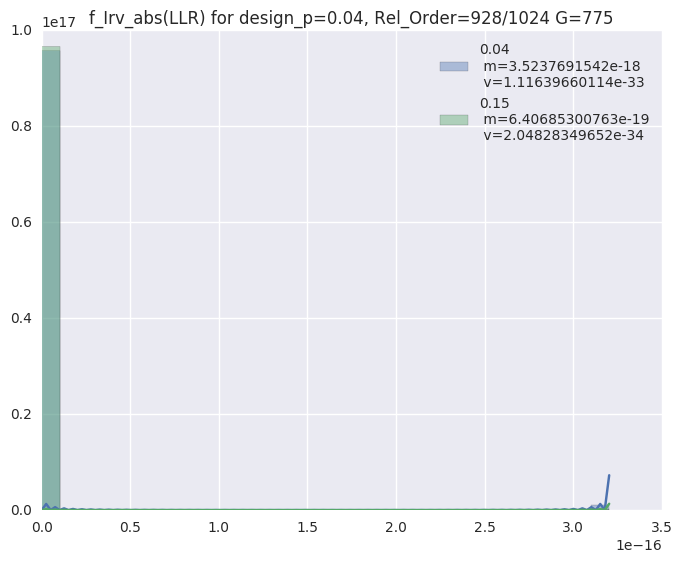 f_Irv_abs(LLR) for design_p=0.04, Rel_Order=928/1024 G=775
1e17
1.0
0.8
0.6
0.4
0.2
0.0
0.04
m=3.5237691542e-18
v=1.11639660114e-33
0.15
m=6.40685300763e-19
v=2.04828349652e-34
0.0 0.5 1.0 1.5 2.0 2.5 3.0 3.5
1e−16